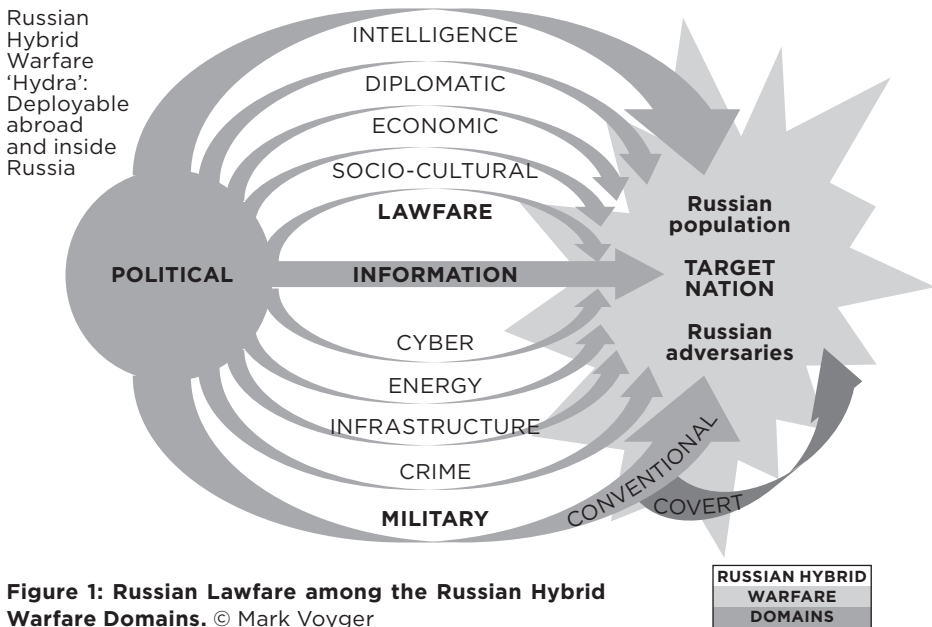 Russian
Hybrid
Warfare
‘Hydra’:
Deployable
abroad
and inside
Russia
INTELLIGENCE
DIPLOMATIC
ECONOMIC
SOCIO-CULTURAL
LAWFARE
POLITICAL
INFORMATION
CYBER
ENERGY
INFRASTRUCTURE
CRIME
MILITARY
CONVENTIONAL
COVERT
Russian
population
TARGET
NATION
Russian
adversaries
Figure 1: Russian Lawfare among the Russian Hybrid
Warfare Domains. © Mark Voyger
RUSSIAN HYBRID
WARFARE
DOMAINS